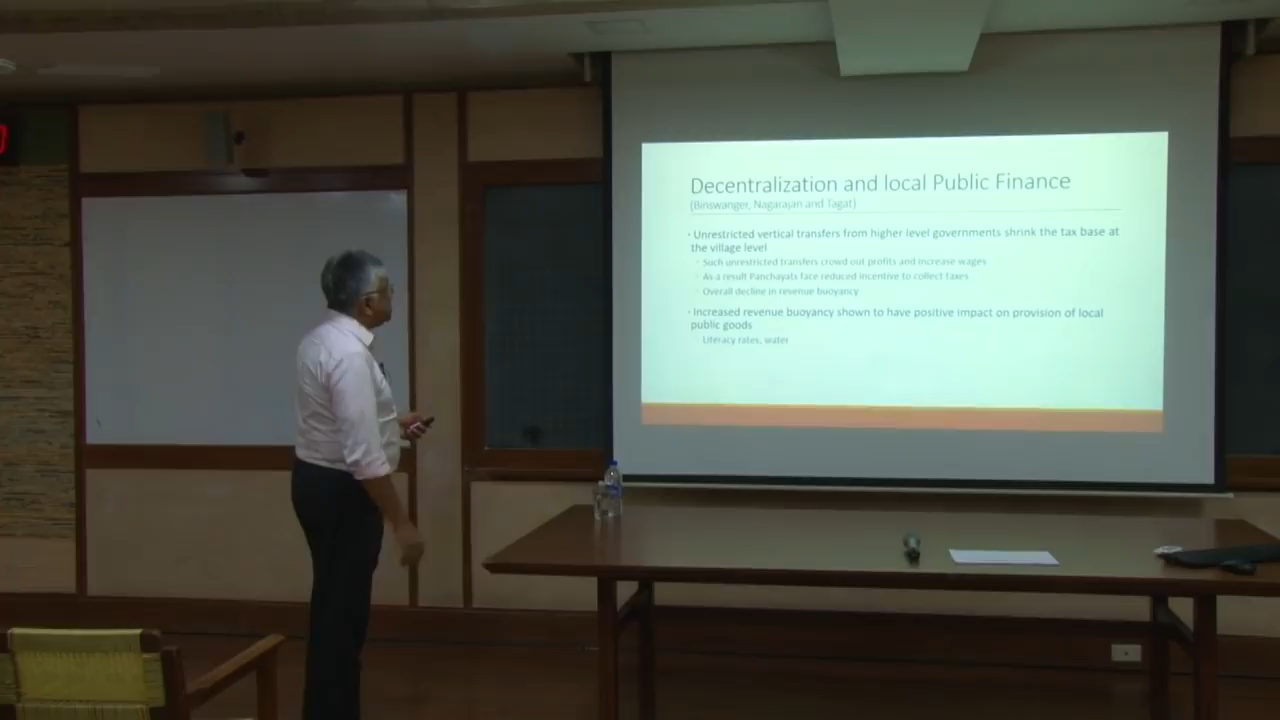 Decentralization and local Public Finance
(Binswanger, Nagarajan and Tagat)
· Unrestricted vertical transfers from higher level governments shrink the tax base at
the village level
◦ Such unrestricted transfers crowd out profits and increase wages
◦ As a result Panchayats face reduced incentive to collect taxes
◦ Overall decline in revenue buoyancy
· Increased revenue buoyancy shown to have positive impact on provision of local
public goods
◦ Literacy rates, water